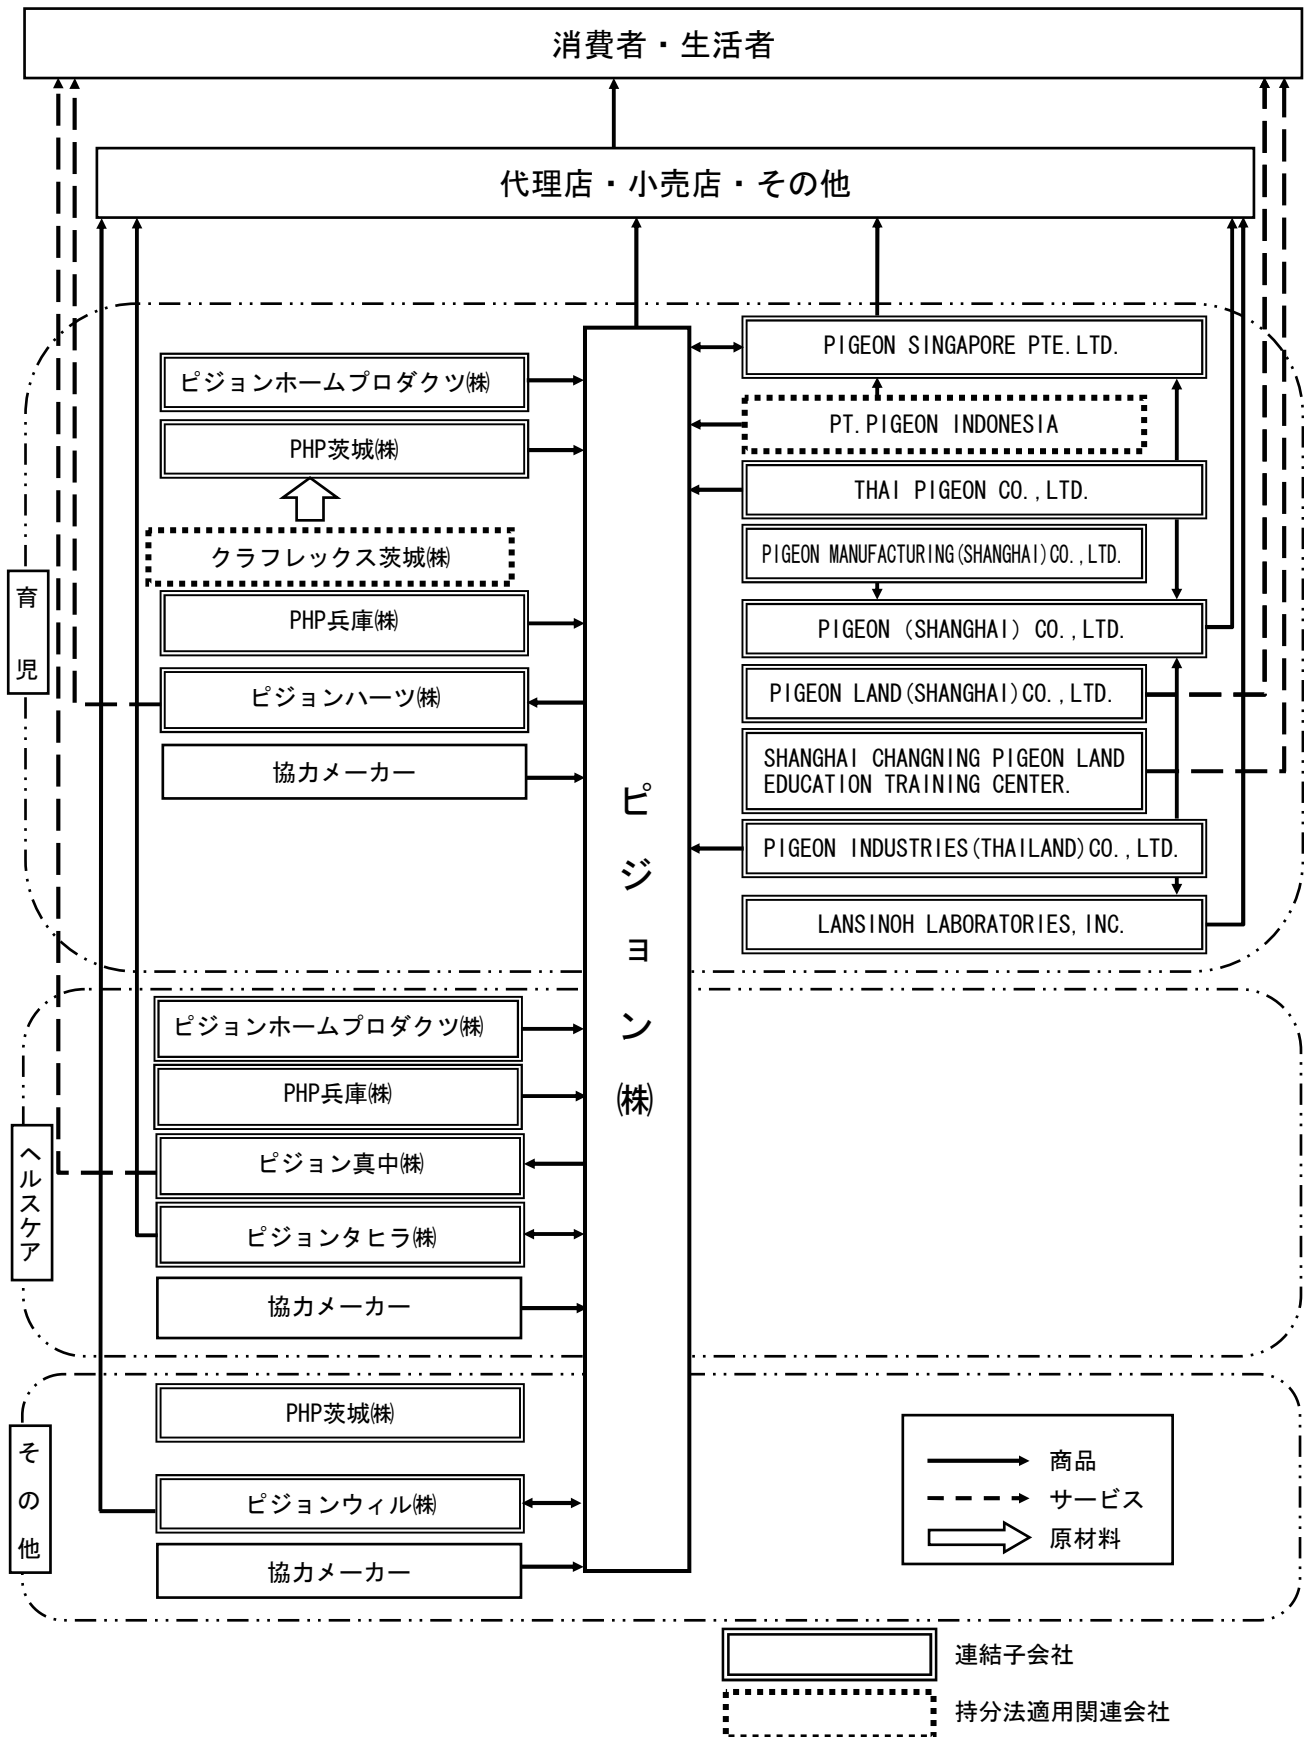 消費者・生活者
代理店・小売店・その他
育児
ピジョンホームプロダクツ㈱
PHP茨城㈱
クラフレックス茨城㈱
PHP兵庫㈱
ピジョンハーツ㈱
協力メーカー
ピジョン㈱
PIGEON SINGAPORE PTE.LTD.
PT.PIGEON INDONESIA
THAI PIGEON CO.,LTD.
PIGEON MANUFACTURING(SHANGHAI)CO.,LTD.
PIGEON (SHANGHAI) CO.,LTD.
PIGEON LAND(SHANGHAI)CO.,LTD.
SHANGHAI CHANGNING PIGEON LAND
EDUCATION TRAINING CENTER.
PIGEON INDUSTRIES(THAILAND)CO.,LTD.
LANSINOH LABORATORIES,INC.
ヘルスケア
ピジョンホームプロダクツ㈱
PHP兵庫㈱
ピジョン真中㈱
ピジョンタヒラ㈱
協力メーカー
その他
PHP茨城㈱
ピジョンウィル㈱
協力メーカー
商品
サービス
原材料
連結子会社
持分法適用関連会社